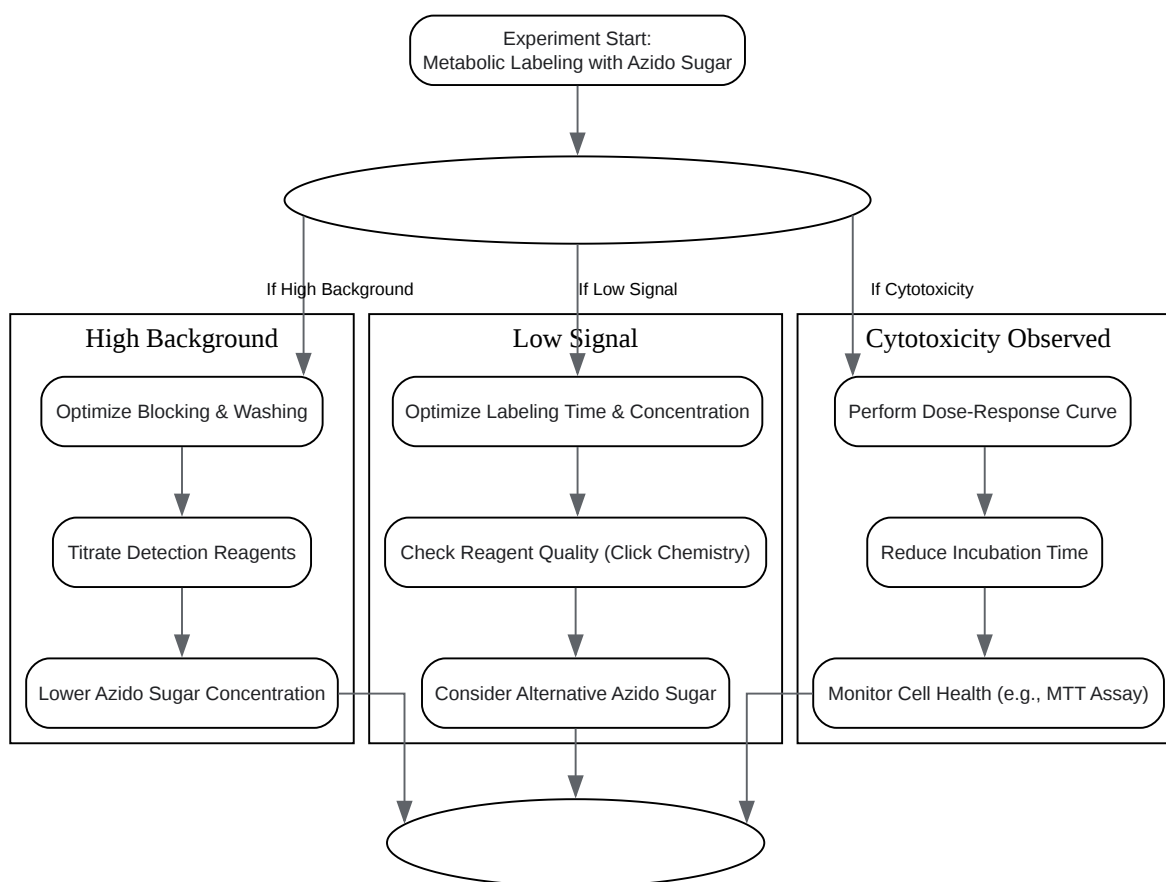 Experiment Start:
Metabolic Labeling with Azido Sugar
If High Background
If Low Signal
If Cytotoxicity
High Background
Optimize Blocking & Washing
Titrate Detection Reagents
Lower Azido Sugar Concentration
Low Signal
Optimize Labeling Time & Concentration
Check Reagent Quality (Click Chemistry)
Consider Alternative Azido Sugar
Cytotoxicity Observed
Perform Dose-Response Curve
Reduce Incubation Time
Monitor Cell Health (e.g., MTT Assay)